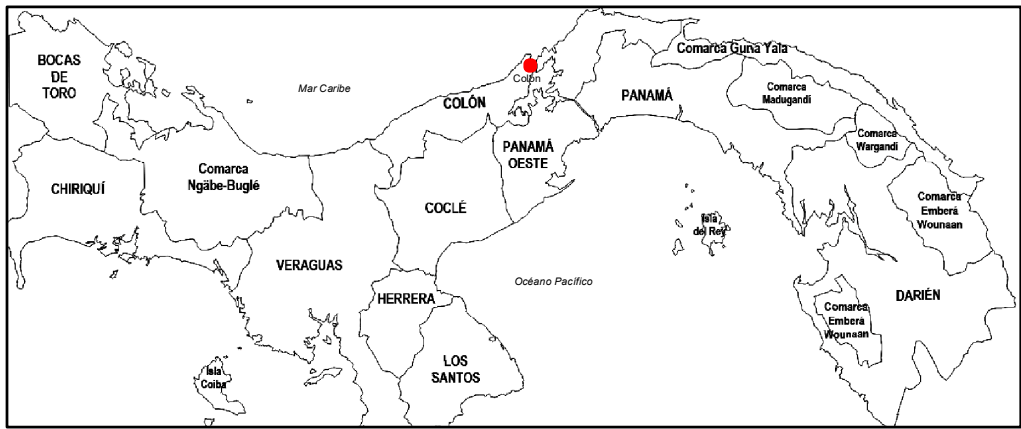 BOCAS
DE
TORO
Mar Caribe
Colón
COLÓN
Comarca Guna Yala
PANAMÁ
Comarca
Madugandi
Comarca
Wargandi
PANAMÁ
OESTE
Comarca
Ngäbe-Buglé
CHIRIQUÍ
COCLÉ
Comarca
Emberá
Wounaan
Isla
del Rey
VERAGUAS
Océano Pacífico
HERRERA
DARIÉN
Comarca
Emberá
Wounaan
LOS
SANTOS
Isla
Coiba